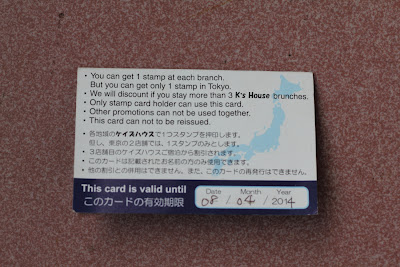 • You can get 1 stamp at each branch.
But you can get only 1 stamp in Tokyo.
• We will discount if you stay more than 3 K's House brunches.
• Only stamp card holder can use this card.
• Other promotions can not be used together.
• This card can not to be reissued.
• 各地域のケイズハウスで1つスタンプを押印します。
但し、東京の2店舗では、1スタンプのみとします。
• 3店舗目のケイズハウスご宿泊から割引されます。
• このカードは記載されたお名前の方のみ使用できます。
• 他の割引との併用はできません。また、このカードの再発行はできません。
This card is valid until
このカードの有効期限
Date Month Year
08 / 04 / 2014